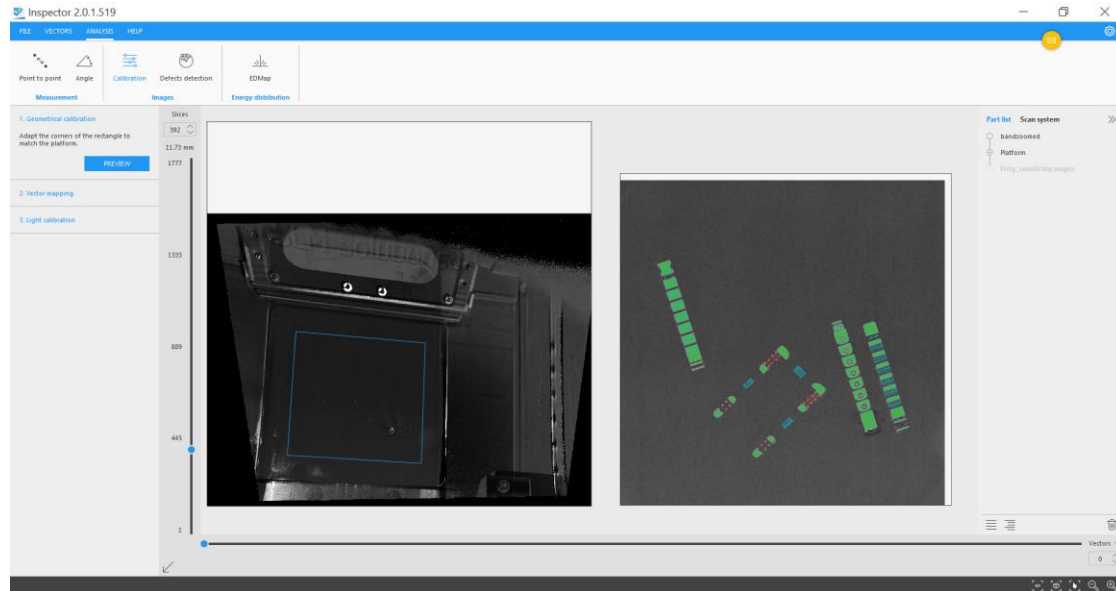 Inspector 2.0.1.519
FILE VECTORS ANALYSIS HELP
Point to point Angle Calibration Defects detection EDMap
Measurement Images Energy distribution
1. Geometrical calibration
Adapt the corners of the rectangle to
match the platform.
PREVIEW
2. Vector mapping
3. Light calibration
Slices
392
11.73 mm
1777
1333
889
445
1
Part list Scan system
bandzoomed
Platform
Vectors
0